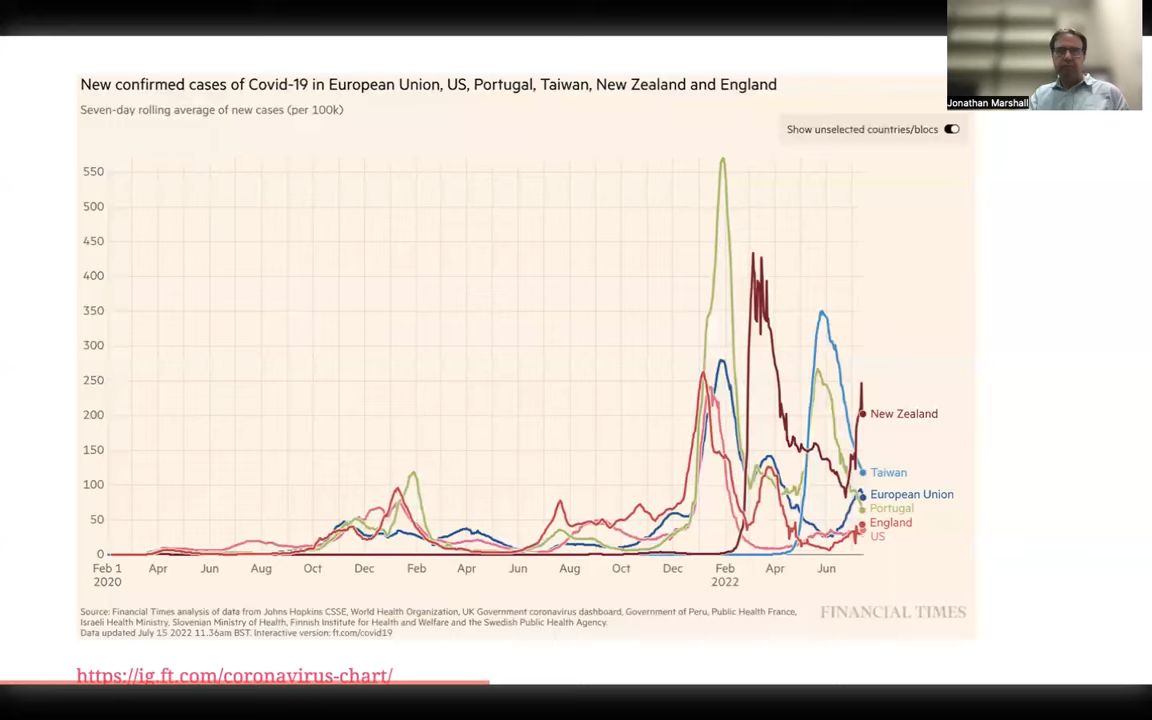 Jonathan Marshall
New confirmed cases of Covid-19 in European Union, US, Portugal, Taiwan, New Zealand and England
Seven-day rolling average of new cases (per 100k)
Show unselected countries/blocs
550
500
450
400
350
300
250
200
150
100
50
0
New Zealand
Taiwan
European Union
Portugal
England
US
Feb 1 Apr Jun Aug Oct Dec Feb Apr Jun Aug Oct Dec Feb Apr Jun
2020 2022
Source: Financial Times analysis of data from Johns Hopkins CSSE, World Health Organization, UK Government coronavirus dashboard, Government of Peru, Public Health France,
Israeli Health Ministry, Slovenian Ministry of Health, Finnish Institute for Health and Welfare and the Swedish Public Health Agency.
Data updated July 15 2022 11.36am BST. Interactive version: ft.com/covid19
FINANCIAL TIMES
https://ig.ft.com/coronavirus-chart/